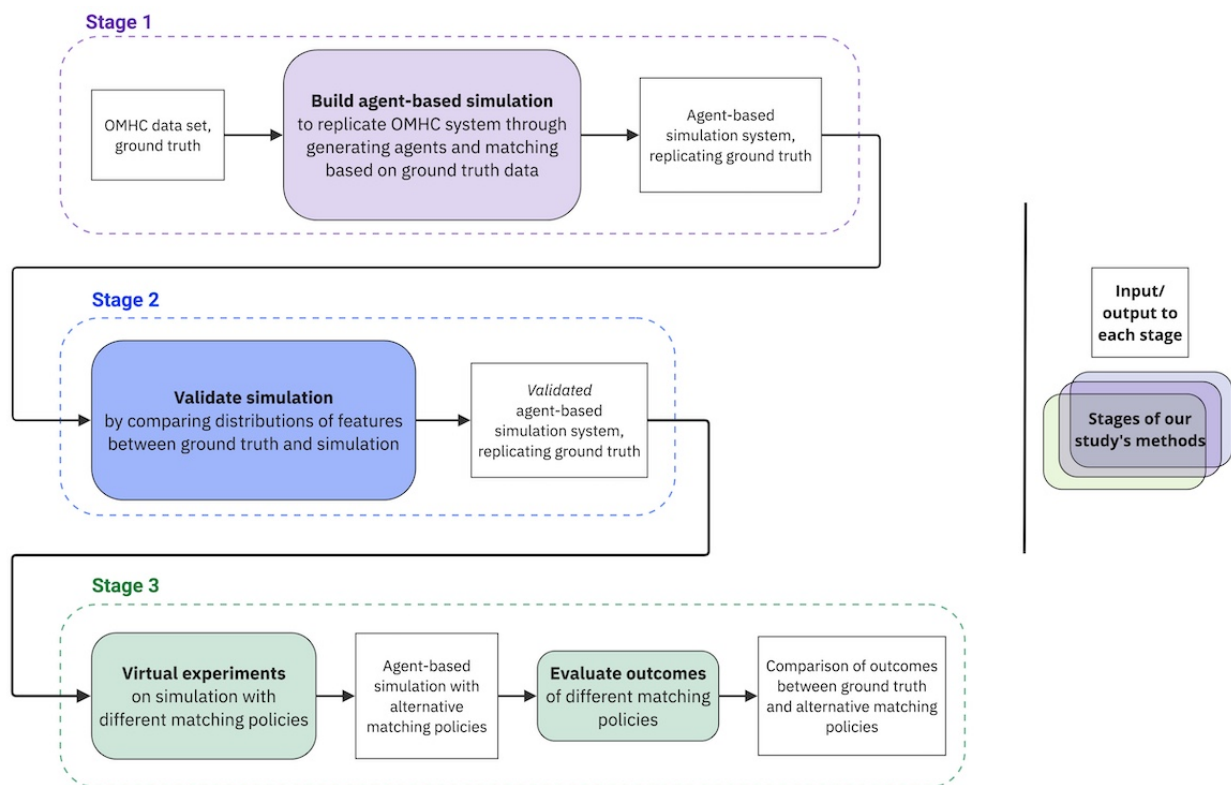 Stage 1
OMHC data set,
ground truth
Build agent-based simulation
to replicate OMHC system through
generating agents and matching
based on ground truth data
Agent-based
simulation system,
replicating ground truth
Stage 2
Validate simulation
by comparing distributions of features
between ground truth and simulation
Validated
agent-based
simulation system,
replicating ground truth
Stage 3
Virtual experiments
on simulation with
different matching policies
Agent-based
simulation with
alternative
matching policies
Evaluate outcomes
of different matching
policies
Comparison of outcomes
between ground truth
and alternative matching
policies
Input/
output to
each stage
Stages of our
study's methods